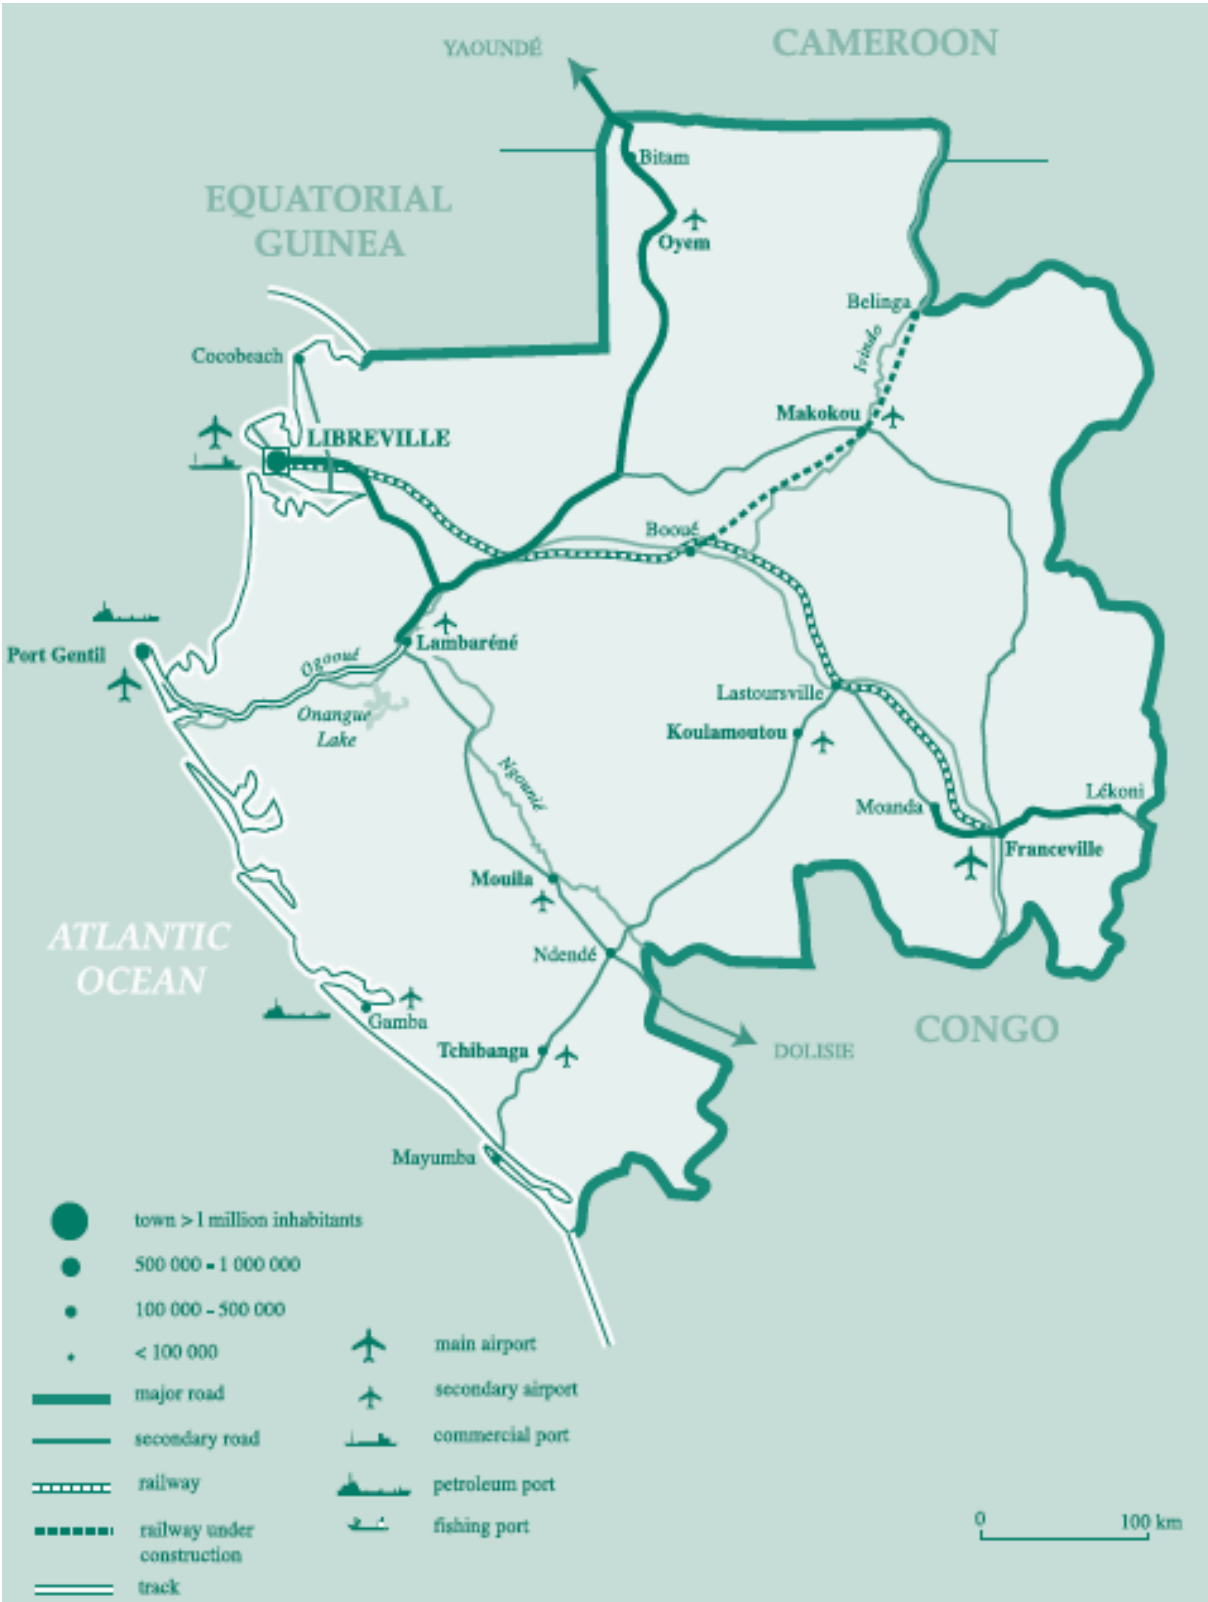 YAOUNDÉ
CAMEROON
Bitam
EQUATORIAL
GUINEA
Oyem
Belinga
Ivindo
Cocobeach
Makokou
LIBREVILLE
Booué
Port Gentil
Lambaréné
Ogooué
Onangue
Lake
Lastoursville
Koulamoutou
Ngounié
Moanda
Lékoni
Franceville
Mouila
ATLANTIC
OCEAN
Ndendé
Gamba
CONGO
Tchibanga
DOLISIE
Mayumba
town > 1 million inhabitants
500 000 - 1 000 000
100 000 - 500 000
< 100 000
major road
secondary road
railway
railway under
construction
track
main airport
secondary airport
commercial port
petroleum port
fishing port
0 100 km